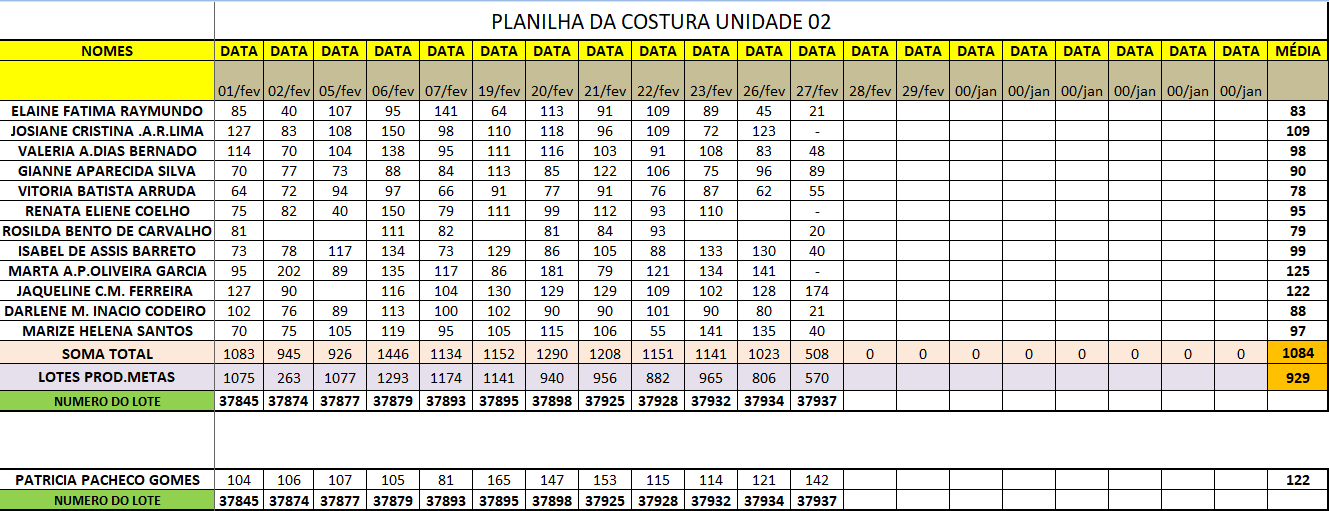 PLANILHA DA COSTURA UNIDADE 02
NOMES DATA DATA DATA DATA DATA DATA DATA DATA DATA DATA DATA DATA DATA DATA DATA DATA DATA DATA DATA DATA MÉDIA
01/fev 02/fev 05/fev 06/fev 07/fev 19/fev 20/fev 21/fev 22/fev 23/fev 26/fev 27/fev 28/fev 29/fev 00/jan 00/jan 00/jan 00/jan 00/jan 00/jan
ELAINE FATIMA RAYMUNDO 85 40 107 95 141 64 113 91 109 89 45 21 83
JOSIANE CRISTINA .A.R.LIMA 127 83 108 150 98 110 118 96 109 72 123 - 109
VALERIA A.DIAS BERNADO 114 70 104 138 95 111 116 103 91 108 83 48 98
GIANNE APARECIDA SILVA 70 77 73 88 84 113 85 122 106 75 96 89 90
VITORIA BATISTA ARRUDA 64 72 94 97 66 91 77 91 76 87 62 55 78
RENATA ELIENE COELHO 75 82 40 150 79 111 99 112 93 110 - 95
ROSILDA BENTO DE CARVALHO 81 111 82 81 84 93 20 79
ISABEL DE ASSIS BARRETO 73 78 117 134 73 129 86 105 88 133 130 40 99
MARTA A.P.OLIVEIRA GARCIA 95 202 89 135 117 86 181 79 121 134 141 - 125
JAQUELINE C.M. FERREIRA 127 90 116 104 130 129 129 109 102 128 174 122
DARLENE M. INACIO CODEIRO 102 76 89 113 100 102 90 90 101 90 80 21 88
MARIZE HELENA SANTOS 70 75 105 119 95 105 115 106 55 141 135 40 97
SOMA TOTAL 1083 945 926 1446 1134 1152 1290 1208 1151 1141 1023 508 0 0 0 0 0 0 0 0 1084
LOTES PROD.METAS 1075 263 1077 1293 1174 1141 940 956 882 965 806 570 929
NUMERO DO LOTE 37845 37874 37877 37879 37893 37895 37898 37925 37928 37932 37934 37937
PATRICIA PACHECO GOMES 104 106 107 105 81 165 147 153 115 114 121 142 122
NUMERO DO LOTE 37845 37874 37877 37879 37893 37895 37898 37925 37928 37932 37934 37937